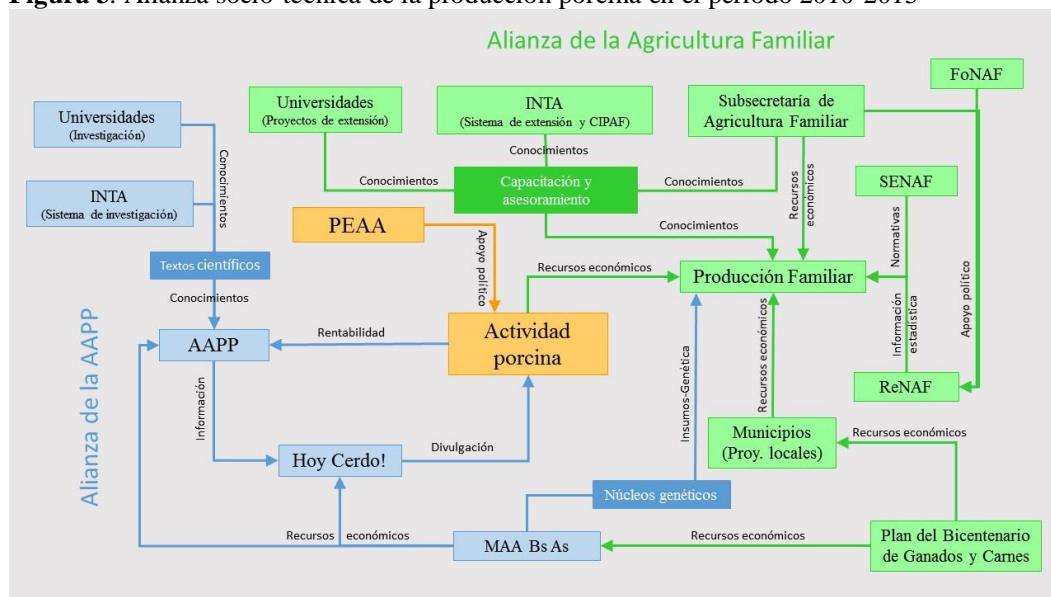 Figura 3. Alianza socio-técnica de la producción porcina en el período 2010-2015
Alianza de la Agricultura Familiar
FoNAF
Universidades
(Investigación)
Universidades
(Proyectos de extensión)
INTA
(Sistema de extensión y CIPAF)
Subsecretaría de
Agricultura Familiar
Conocimientos
Conocimientos
INTA
(Sistema de investigación)
Conocimientos
Capacitación y
asesoramiento
Conocimientos
Recursos
económicos
SENAF
PEAA
Conocimientos
Normativas
Textos científicos
Apoyo político
Recursos económicos
Producción Familiar
Conocimientos
Apoyo político
AAPP
Rentabilidad
Actividad
porcina
Información
estadística
Insumos-Genética
Recursos económicos
ReNAF
Alianza de la AAPP
Información
Municipios
(Proy. locales)
Recursos económicos
Hoy Cerdo!
Divulgación
Núcleos genéticos
Recursos económicos
MAA Bs As
Recursos económicos
Plan del Bicentenario
de Ganados y Carnes